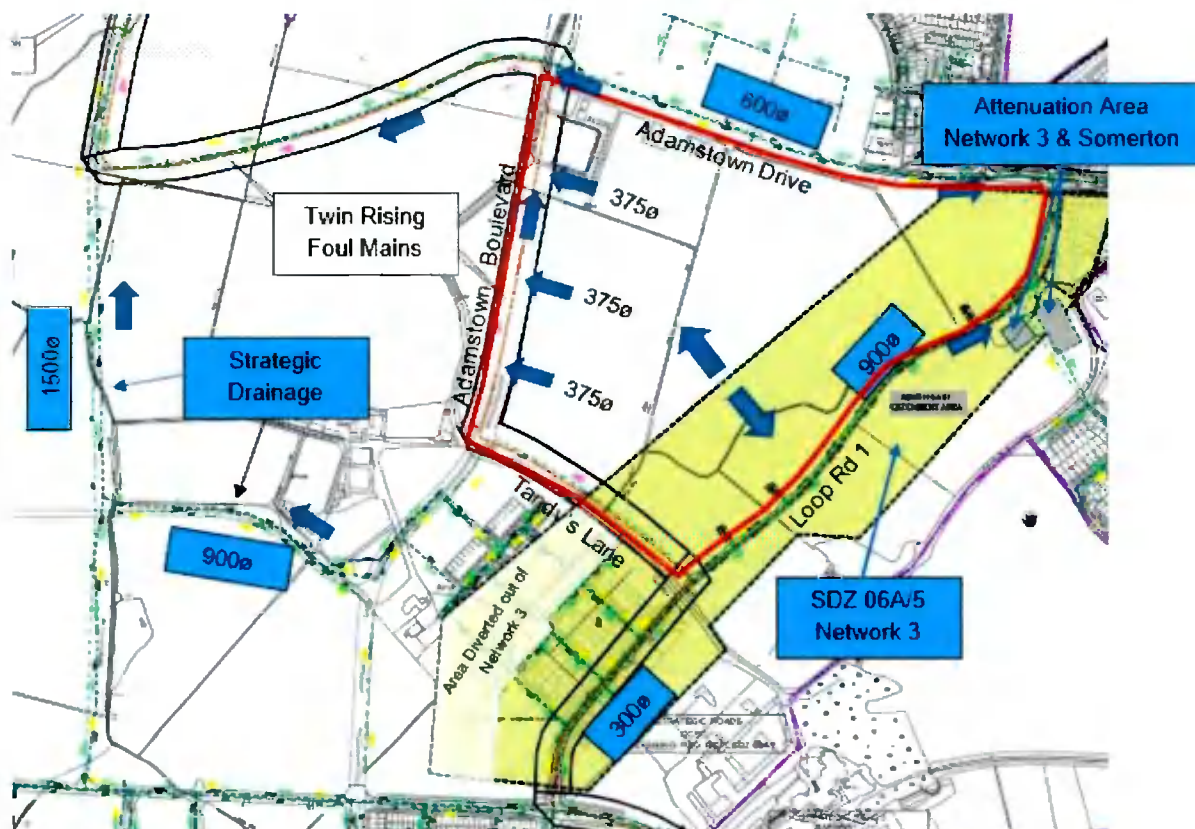 600ø
Attenuation Area
Network 3 & Somerton
Adamstown Drive
Twin Rising
Foul Mains
Adamstown Boulevard
375ø
375ø
375ø
1500ø
Strategic
Drainage
900ø
Loop Rd 1
900ø
Tandy's Lane
SDZ 06A/5
Network 3
Area Diverted out of
Network 3
300ø